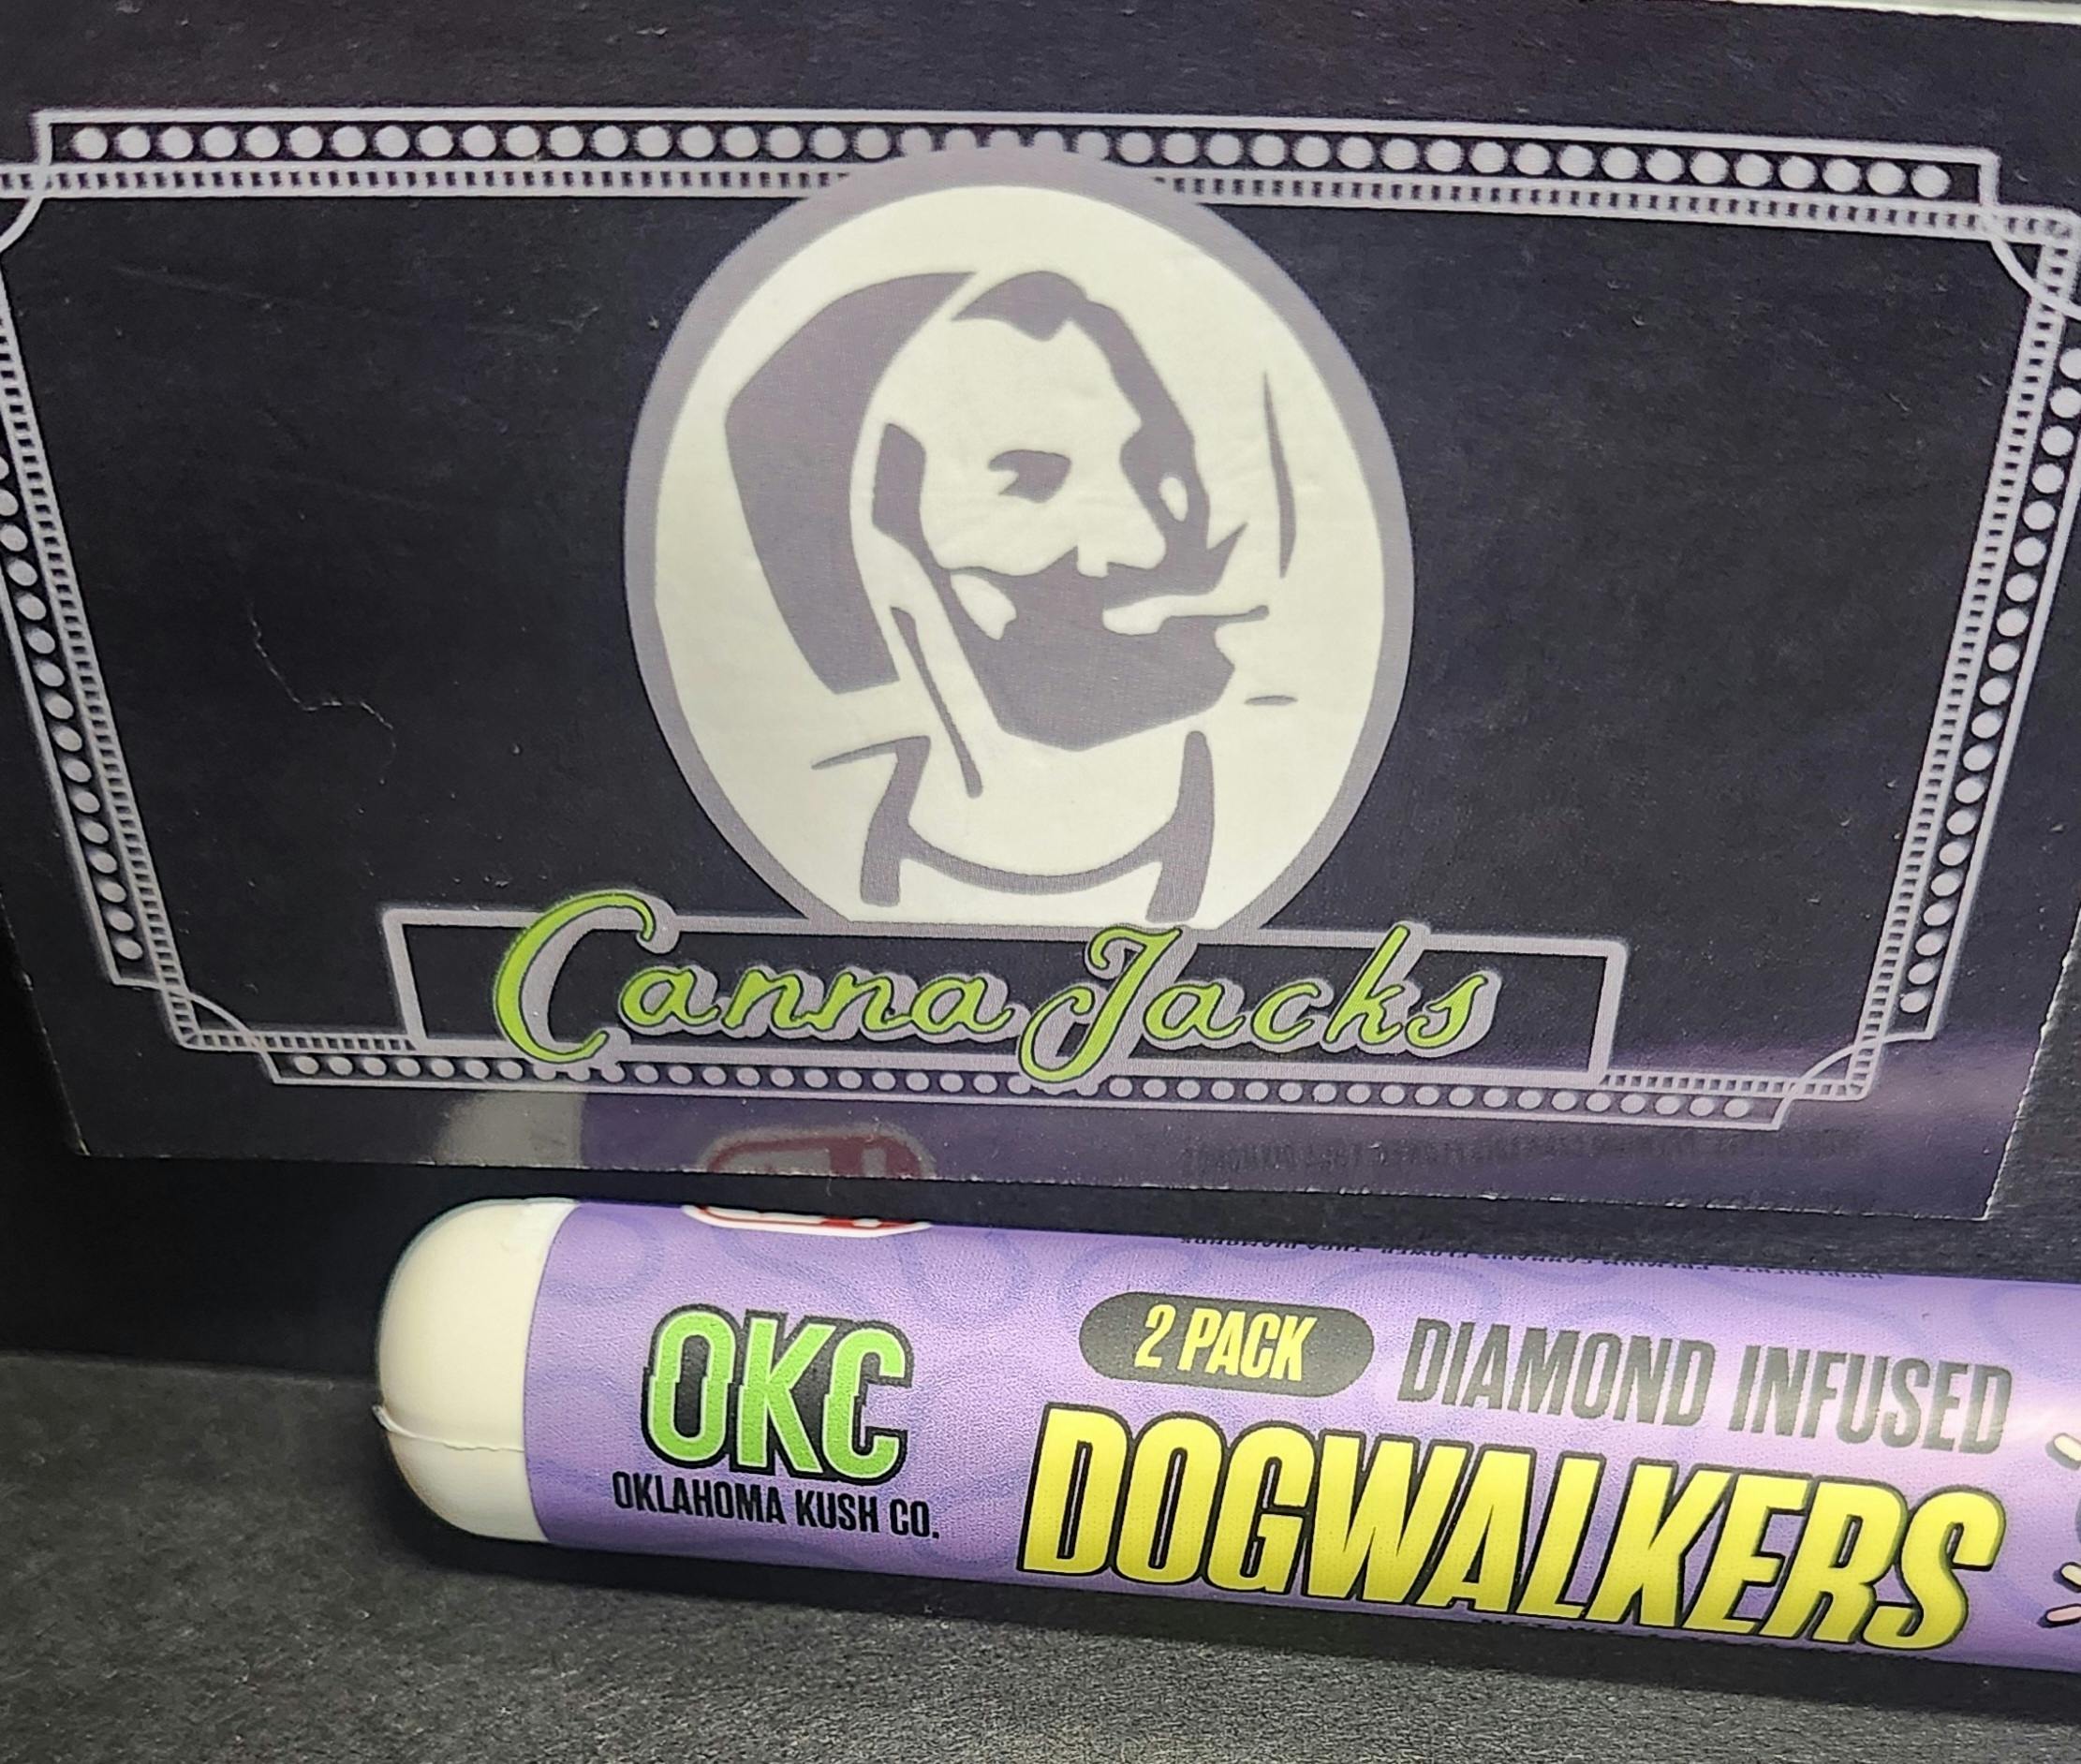 Canna Jacks
OKC
OKLAHOMA KUSH CO.
2 PACK
DIAMOND INFUSED
DOGWALKERS